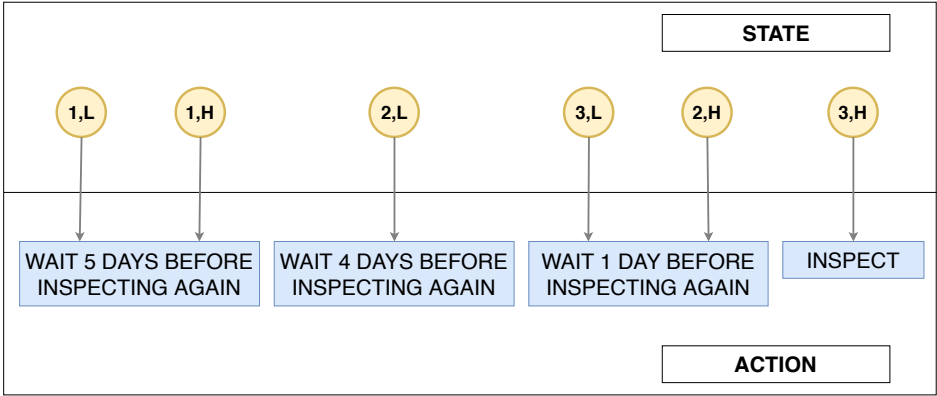 STATE
1,L
1,H
2,L
3,L
2,H
3,H
WAIT 5 DAYS BEFORE
INSPECTING AGAIN
WAIT 4 DAYS BEFORE
INSPECTING AGAIN
WAIT 1 DAY BEFORE
INSPECTING AGAIN
INSPECT
ACTION